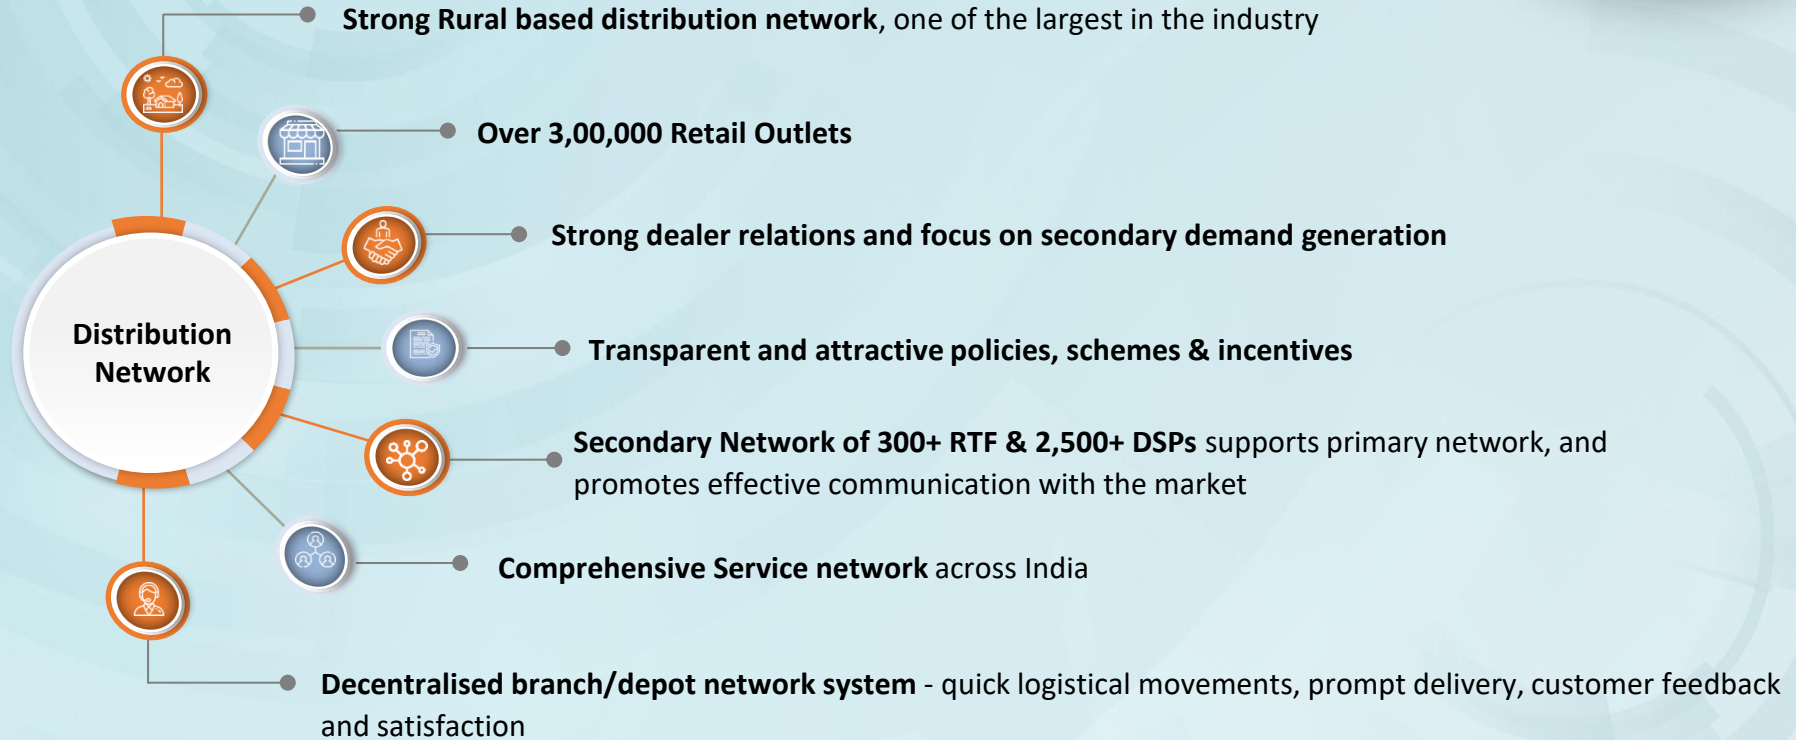 Strong Rural based distribution network, one of the largest in the industry
Over 3,00,000 Retail Outlets
Strong dealer relations and focus on secondary demand generation
Distribution
Network
Transparent and attractive policies, schemes & incentives
Secondary Network of 300+ RTF & 2,500+ DSPs supports primary network, and
promotes effective communication with the market
Comprehensive Service network across India
Decentralised branch/depot network system - quick logistical movements, prompt delivery, customer feedback
and satisfaction